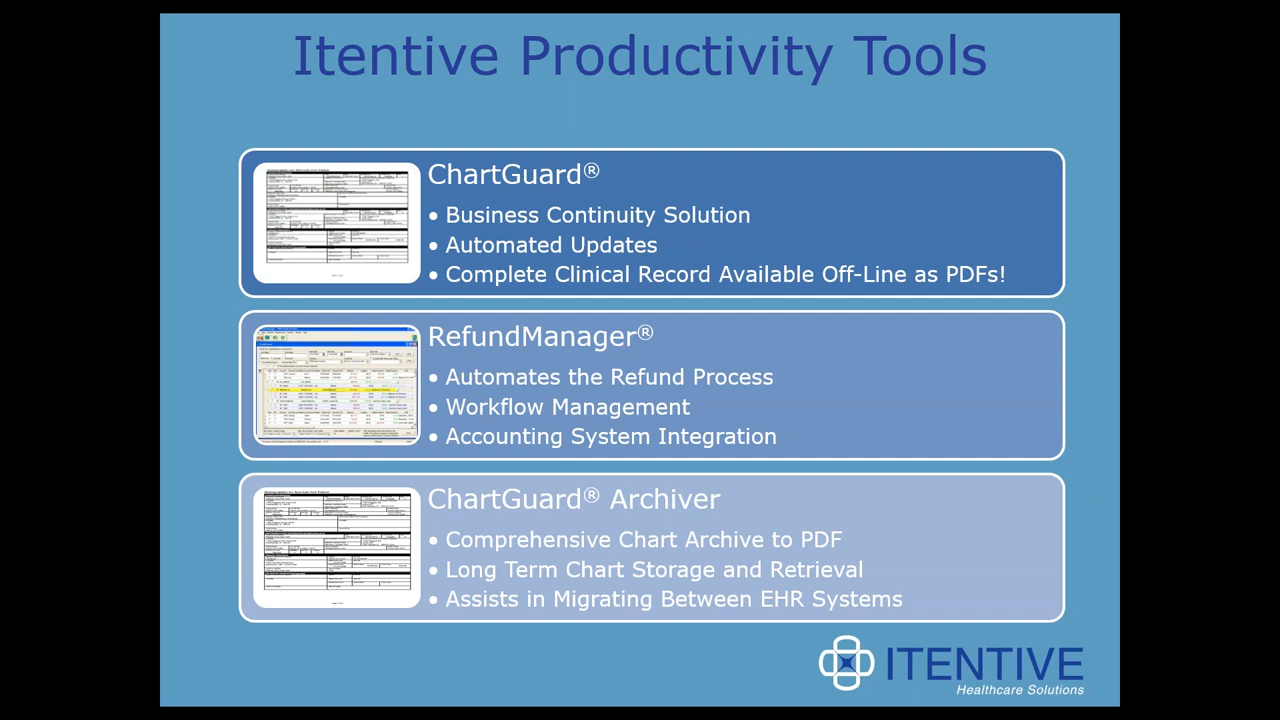 Itentive Productivity Tools
ChartGuard®
• Business Continuity Solution
• Automated Updates
• Complete Clinical Record Available Off-Line as PDFs!
RefundManager®
• Automates the Refund Process
• Workflow Management
• Accounting System Integration
ChartGuard® Archiver
• Comprehensive Chart Archive to PDF
• Long Term Chart Storage and Retrieval
• Assists in Migrating Between EHR Systems
ITENTIVE
Healthcare Solutions